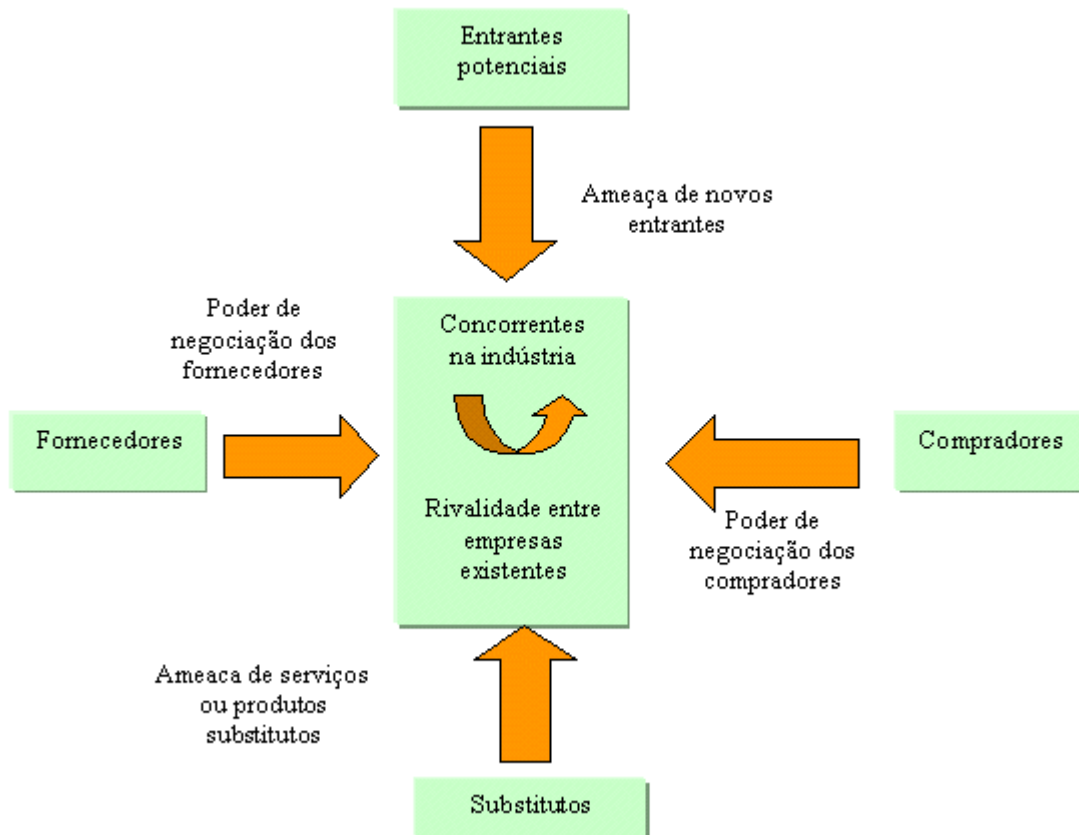 Entrantes
potenciais
Ameaça de novos
entrantes
Poder de
negociação dos
fornecedores
Concorrentes
na indústria
Fornecedores
Compradores
Rivalidade entre
empresas
existentes
Poder de
negociação dos
compradores
Ameaca de serviços
ou produtos
substitutos
Substitutos